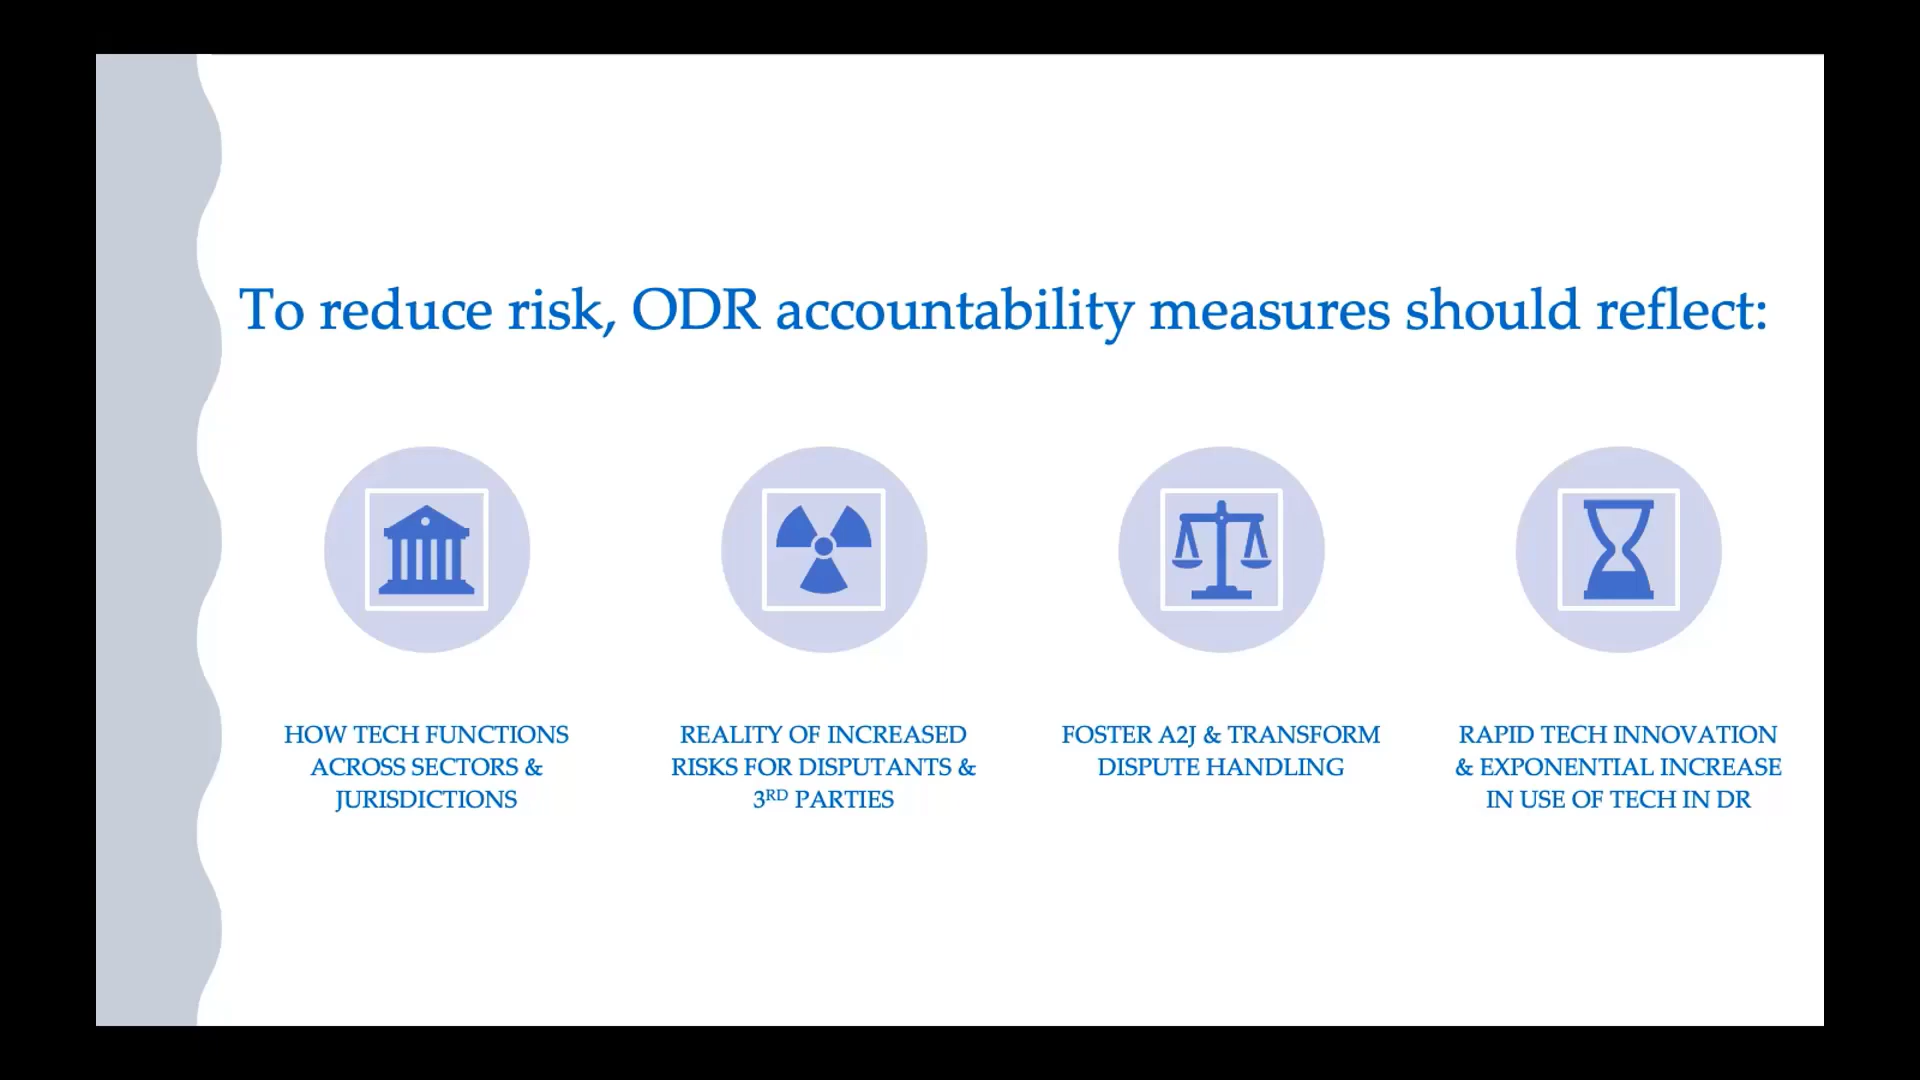 To reduce risk, ODR accountability measures should reflect:
HOW TECH FUNCTIONS
ACROSS SECTORS &
JURISDICTIONS
REALITY OF INCREASED
RISKS FOR DISPUTANTS &
3RD PARTIES
FOSTER A2J & TRANSFORM
DISPUTE HANDLING
RAPID TECH INNOVATION
& EXPONENTIAL INCREASE
IN USE OF TECH IN DR